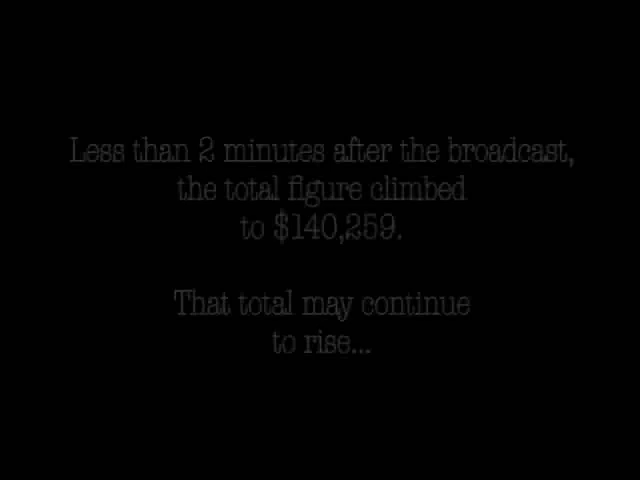 Less than 2 minutes after the broadcast,
the total figure climbed
to $140,259.
That total may continue
to rise...